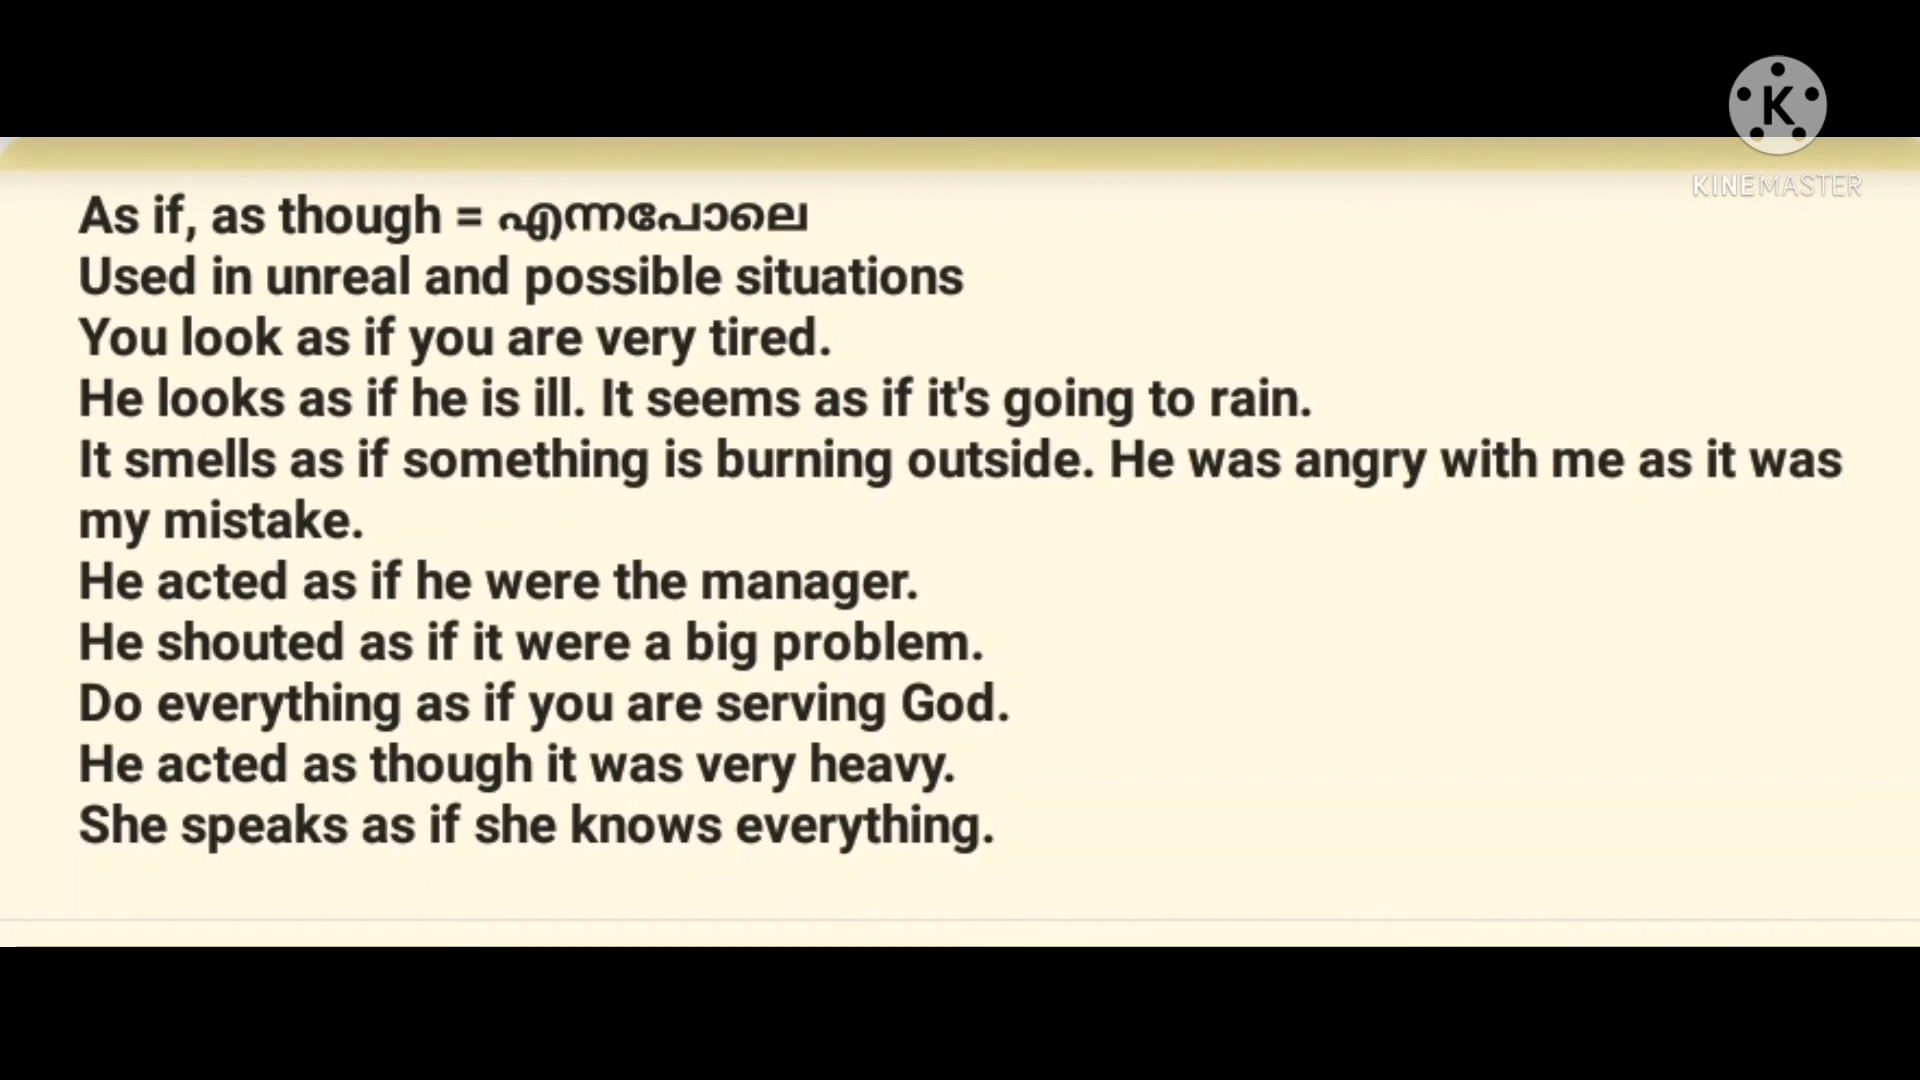 K
KINEMASTER
As if, as though = എന്നപോലെ
Used in unreal and possible situations
You look as if you are very tired.
He looks as if he is ill. It seems as if it's going to rain.
It smells as if something is burning outside. He was angry with me as it was
my mistake.
He acted as if he were the manager.
He shouted as if it were a big problem.
Do everything as if you are serving God.
He acted as though it was very heavy.
She speaks as if she knows everything.